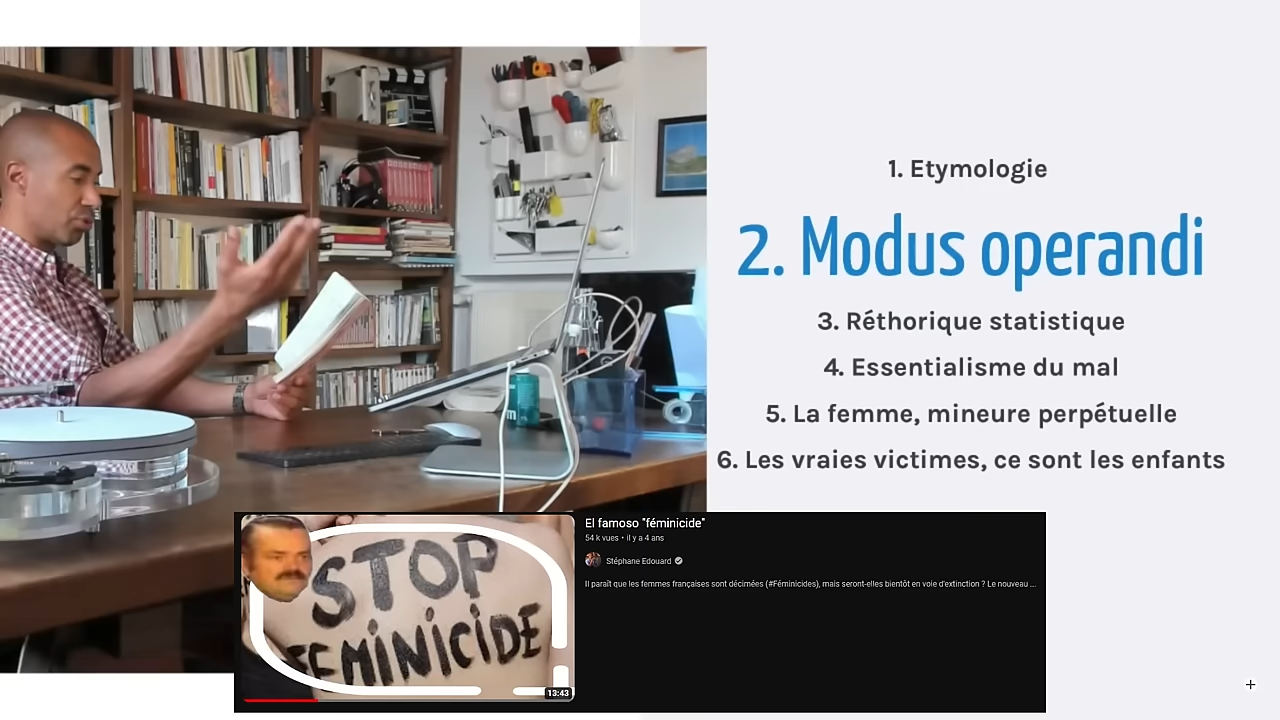 1. Etymologie
2. Modus operandi
3. Réthorique statistique
4. Essentialisme du mal
5. La femme, mineure perpétuelle
6. Les vraies victimes, ce sont les enfants
STOP
FEMINICIDE
13:43
El famoso "féminicide"
54 k vues • il y a 4 ans
Stéphane Edouard
Il paraît que les femmes françaises sont décimées (#Féminicides), mais seront-elles bientôt en voie d'extinction ? Le nouveau ...